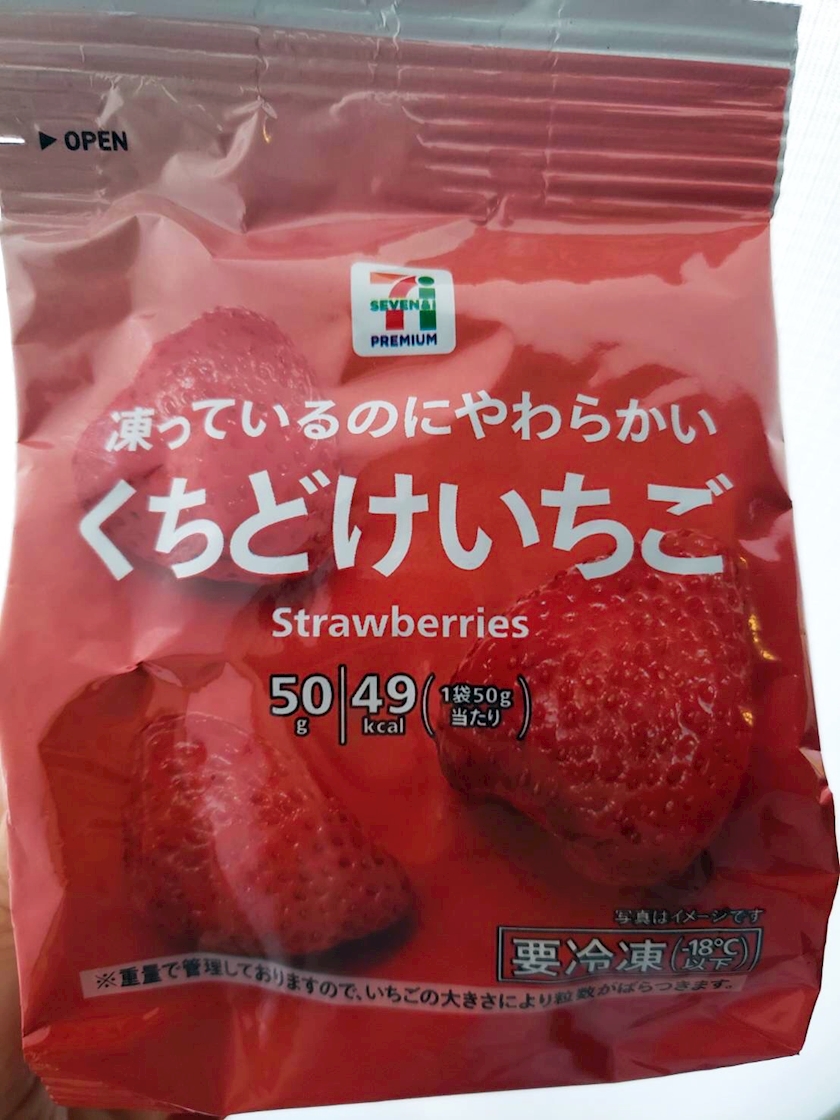 ▶ OPEN
SEVEN&i
PREMIUM
凍っているのにやわらかい
くちどけいちご
Strawberries
50g 49kcal (1袋50g当たり)
写真はイメージです
要冷凍(-18℃以下)
※重量で管理しておりますので、いちごの大きさにより粒数がばらつきます。